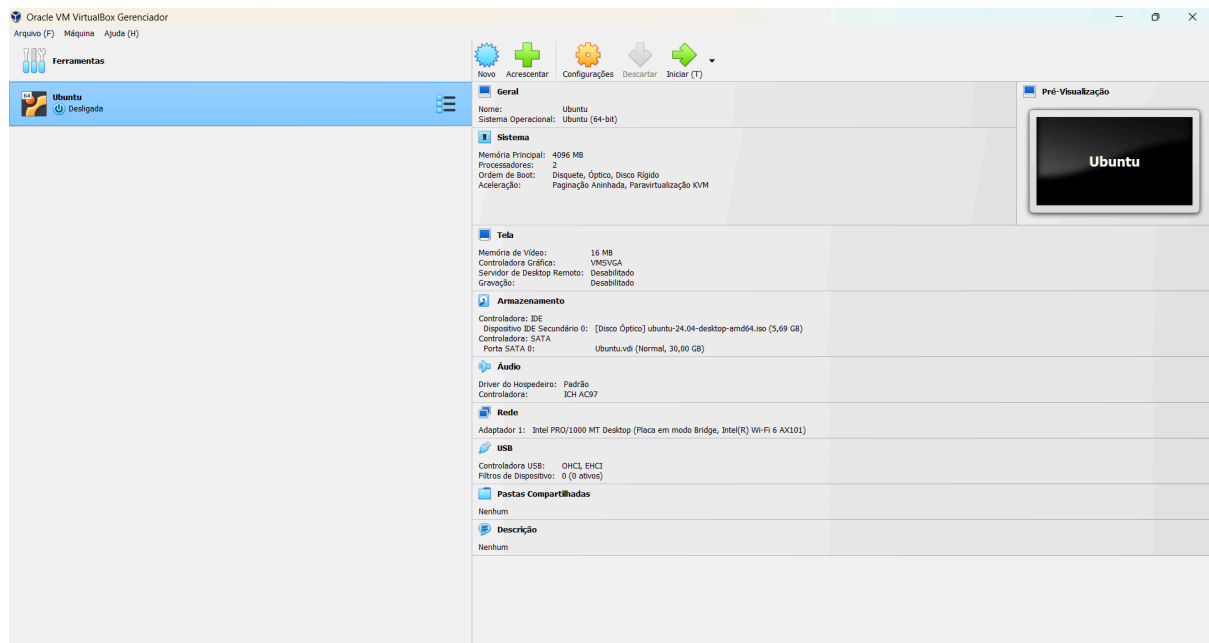 Oracle VM VirtualBox Gerenciador
Arquivo (F) Máquina Ajuda (H)
Ferramentas
64
Ubuntu
Desligada
Novo Acrescentar Configurações Descartar Iniciar (T)
Geral
Nome: Ubuntu
Sistema Operacional: Ubuntu (64-bit)
Pré-Visualização
Ubuntu
Sistema
Memória Principal: 4096 MB
Processadores: 2
Ordem de Boot: Disquete, Óptico, Disco Rígido
Aceleração: Paginação Aninhada, Paravirtualização KVM
Tela
Memória de Vídeo: 16 MB
Controladora Gráfica: VMSVGA
Servidor de Desktop Remoto: Desabilitado
Gravação: Desabilitado
Armazenamento
Controladora: IDE
Dispositivo IDE Secundário 0: [Disco Óptico] ubuntu-24.04-desktop-amd64.iso (5,69 GB)
Controladora: SATA
Porta SATA 0: Ubuntu.vdi (Normal, 30,00 GB)
Áudio
Driver do Hospedeiro: Padrão
Controladora: ICH AC97
Rede
Adaptador 1: Intel PRO/1000 MT Desktop (Placa em modo Bridge, Intel(R) Wi-Fi 6 AX101)
USB
Controladora USB: OHCI, EHCI
Filtros de Dispositivo: 0 (0 ativos)
Pastas Compartilhadas
Nenhum
Descrição
Nenhum